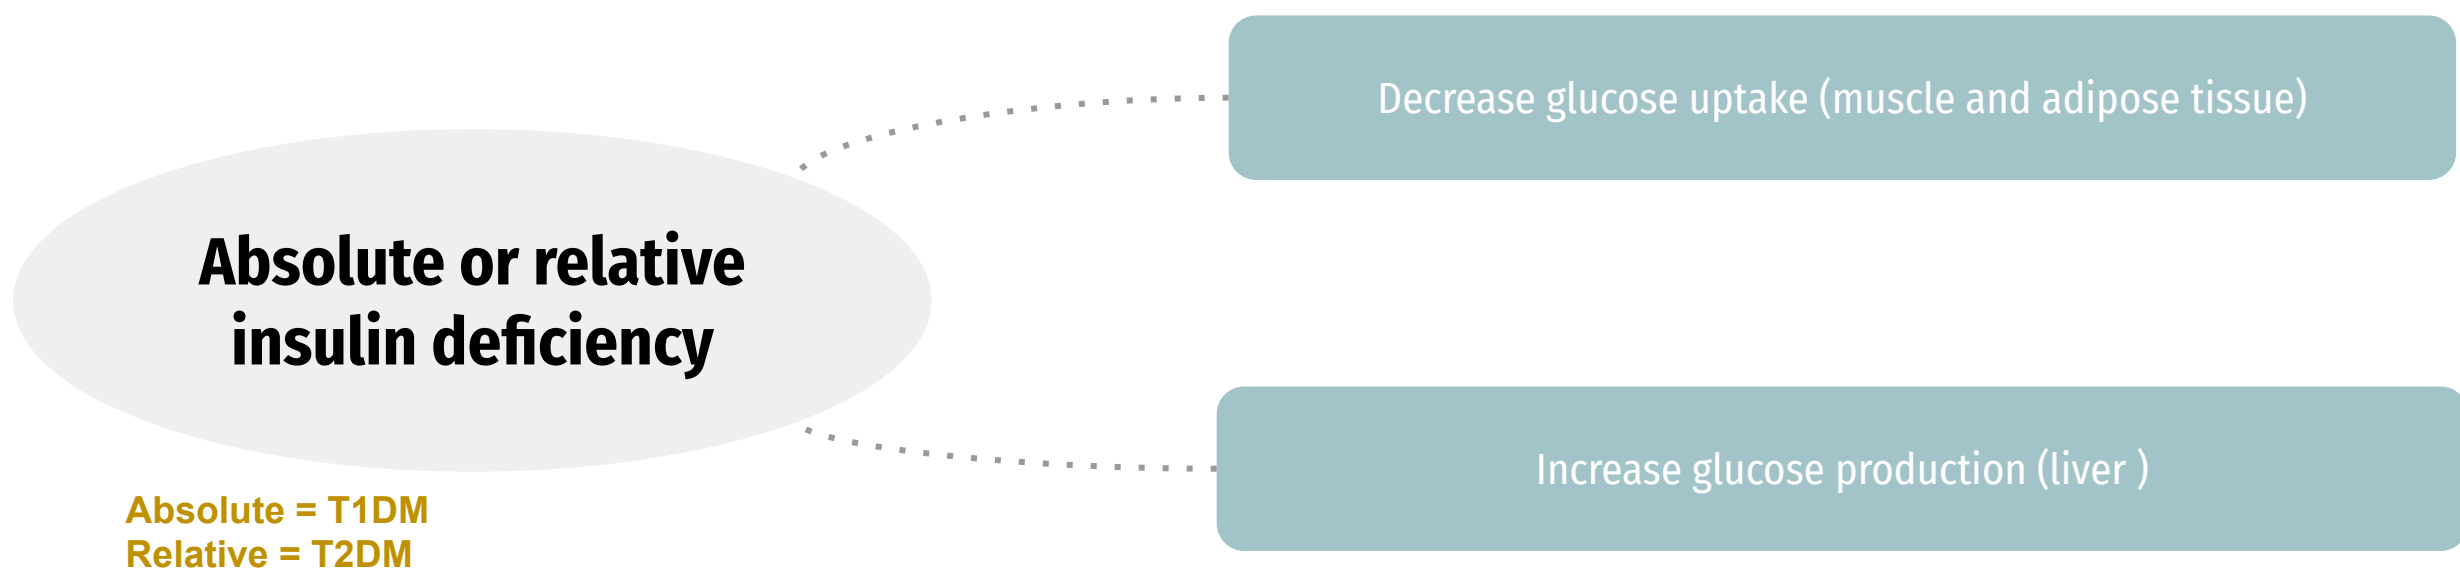 Decrease glucose uptake (muscle and adipose tissue)
Absolute or relative
insulin deficiency
Increase glucose production (liver )
Absolute = T1DM
Relative = T2DM